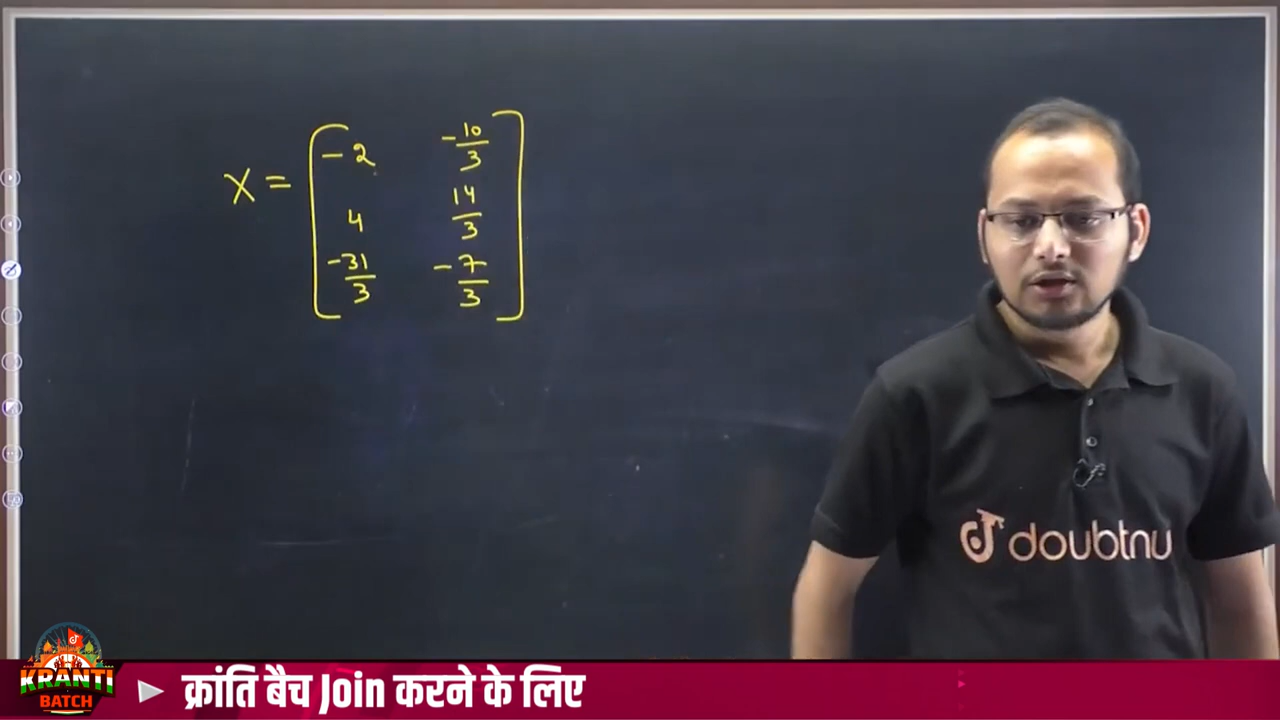 X = [ -2 -10/3
4 14/3
-31/3 -7/3 ]
doubtnu
KRANTI
BATCH
क्रांति बैच Join करने के लिए